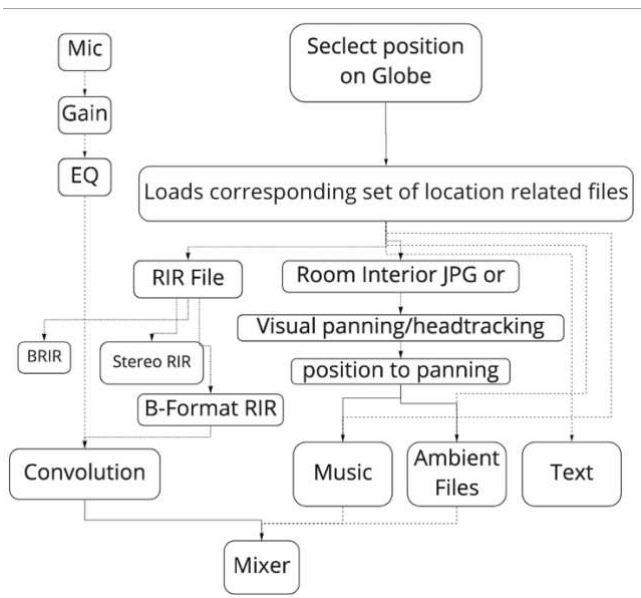 Mic
Seclect position
on Globe
Gain
EQ
Loads corresponding set of location related files
RIR File
Room Interior JPG or
Visual panning/headtracking
BRIR
Stereo RIR
position to panning
B-Format RIR
Convolution
Music
Ambient
Files
Text
Mixer